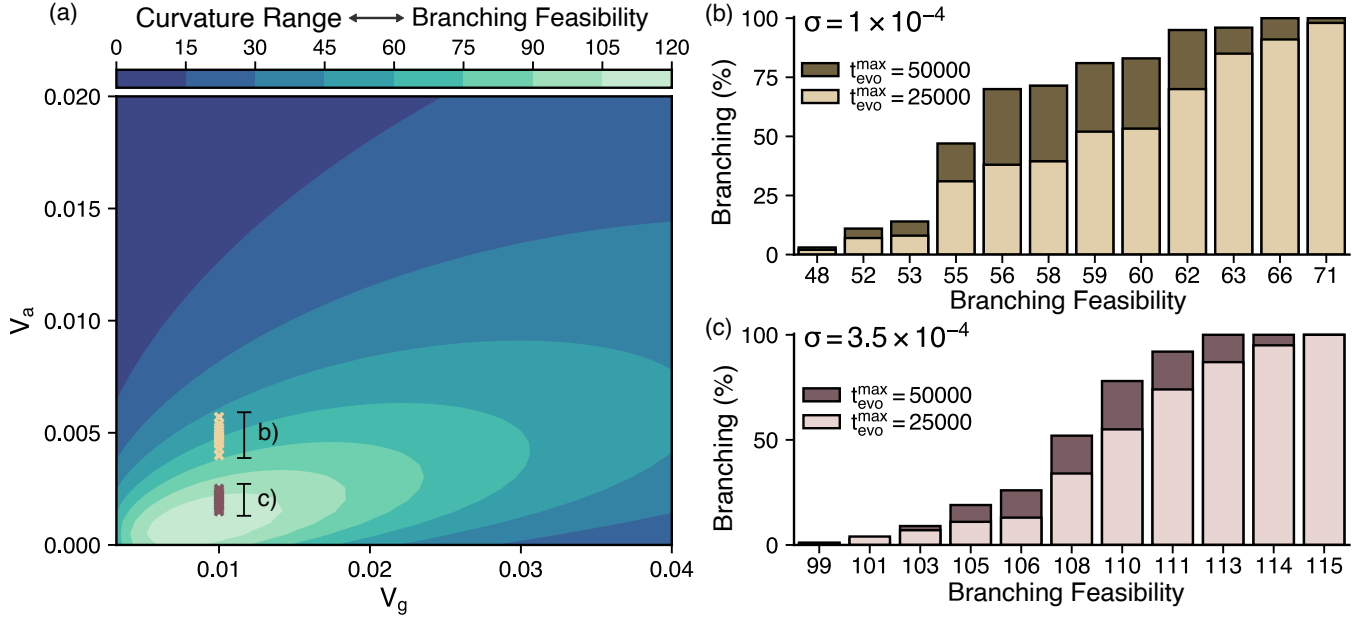 (a)
Curvature Range ⟷ Branching Feasibility
0 15 30 45 60 75 90 105 120
0.020
0.015
0.010
0.005
0.000
V_a
b)
c)
0.01 0.02 0.03 0.04
V_g
(b)
σ = 1 × 10⁻⁴
t_evo^max = 50000
t_evo^max = 25000
100
75
50
25
0
Branching (%)
48 52 53 55 56 58 59 60 62 63 66 71
Branching Feasibility
(c)
σ = 3.5 × 10⁻⁴
t_evo^max = 50000
t_evo^max = 25000
100
50
0
Branching (%)
99 101 103 105 106 108 110 111 113 114 115
Branching Feasibility